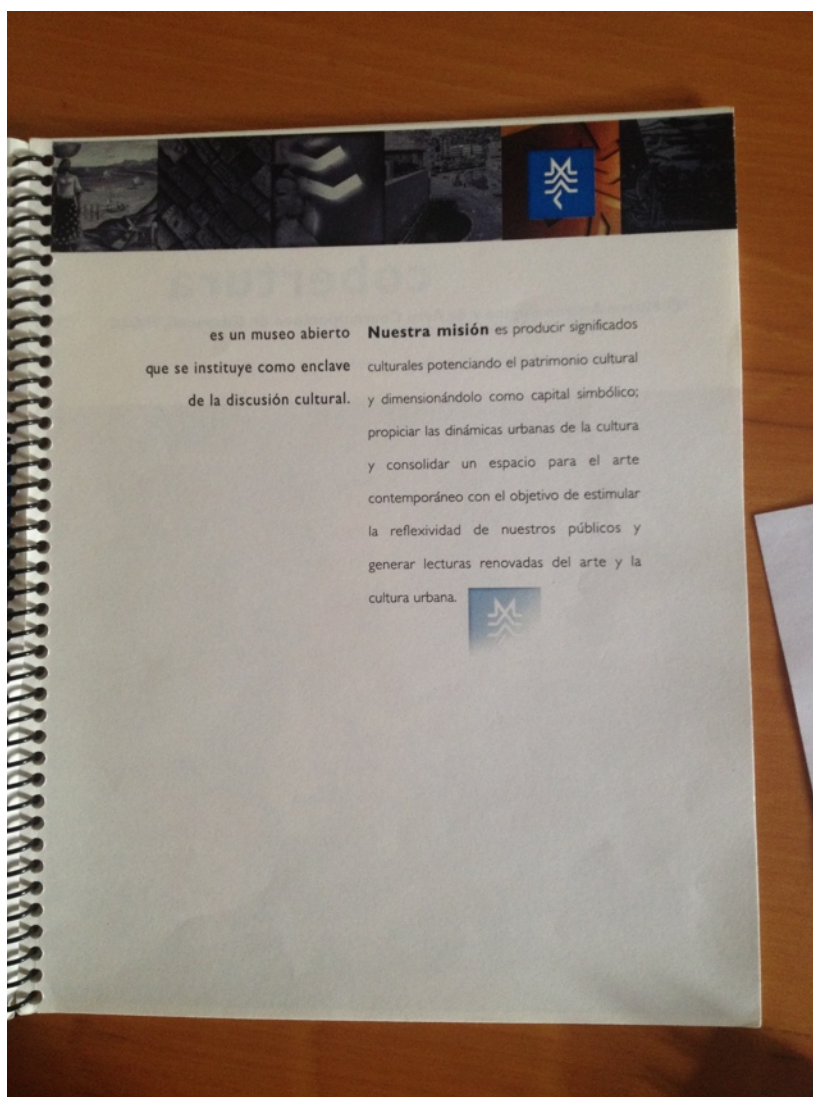 es un museo abierto
que se instituye como enclave
de la discusión cultural.
Nuestra misión es producir significados
culturales potenciando el patrimonio cultural
y dimensionándolo como capital simbólico;
propiciar las dinámicas urbanas de la cultura
y consolidar un espacio para el arte
contemporáneo con el objetivo de estimular
la reflexividad de nuestros públicos y
generar lecturas renovadas del arte y la
cultura urbana.